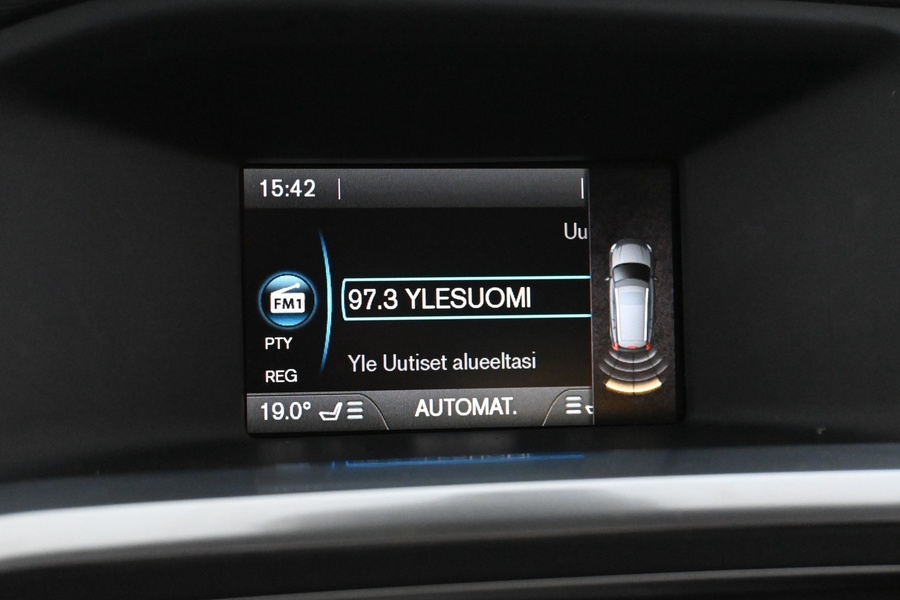 15:42
Uu
FM1
97.3 YLESUOMI
PTY
Yle Uutiset alueeltasi
REG
19.0°
AUTOMAT.